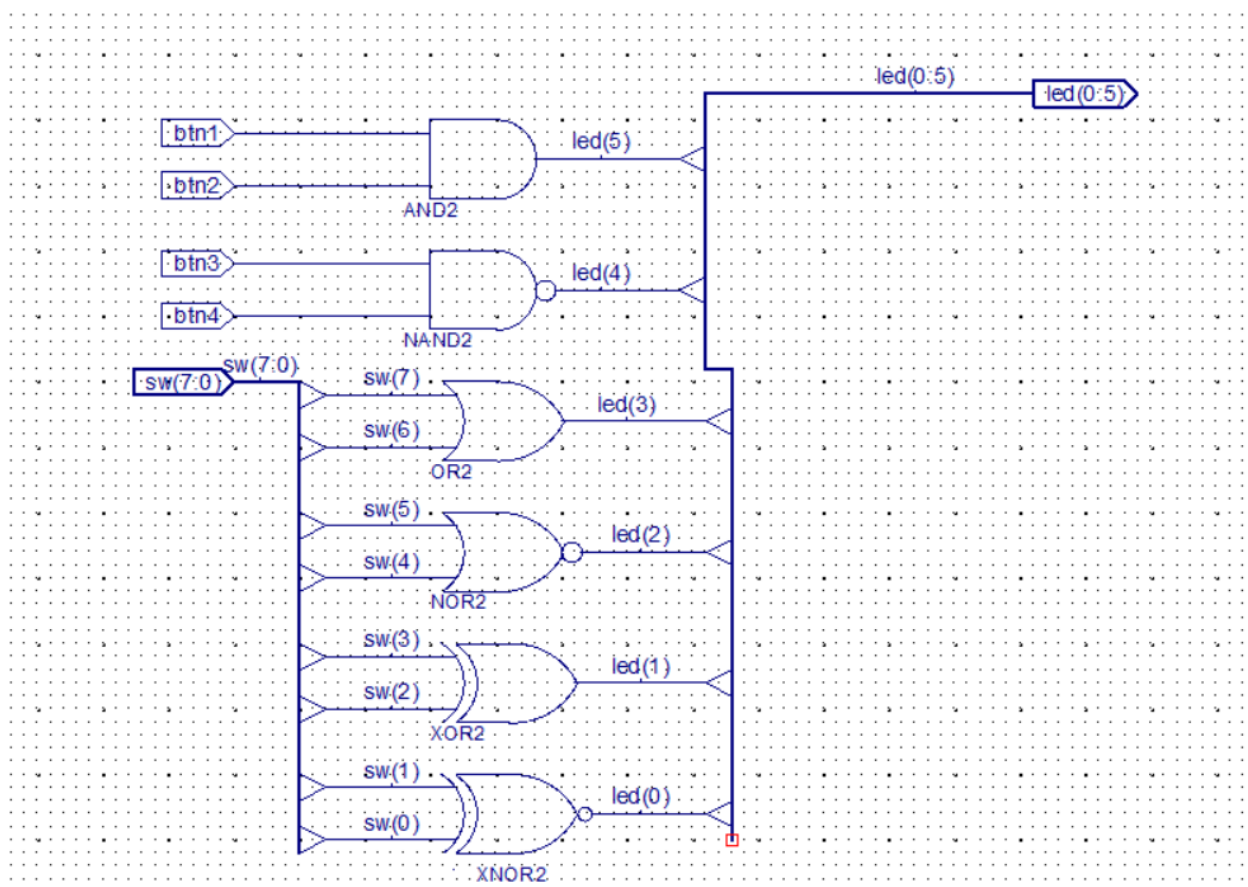 led(0:5)
led(0:5)
btn1
led(5)
btn2
AND2
btn3
led(4)
btn4
NAND2
sw(7:0)
sw(7:0)
sw(7)
led(3)
sw(6)
OR2
sw(5)
led(2)
sw(4)
NOR2
sw(3)
led(1)
sw(2)
XOR2
sw(1)
led(0)
sw(0)
XNOR2